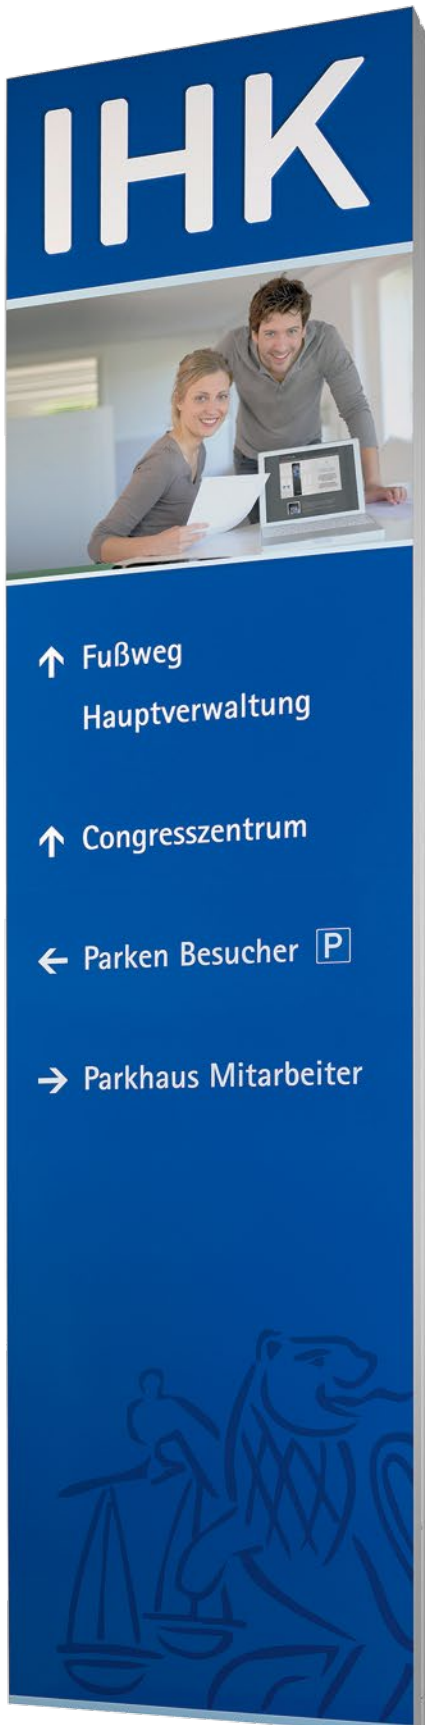 IHK
↑ Fußweg
Hauptverwaltung
↑ Congresszentrum
← Parken Besucher P
→ Parkhaus Mitarbeiter